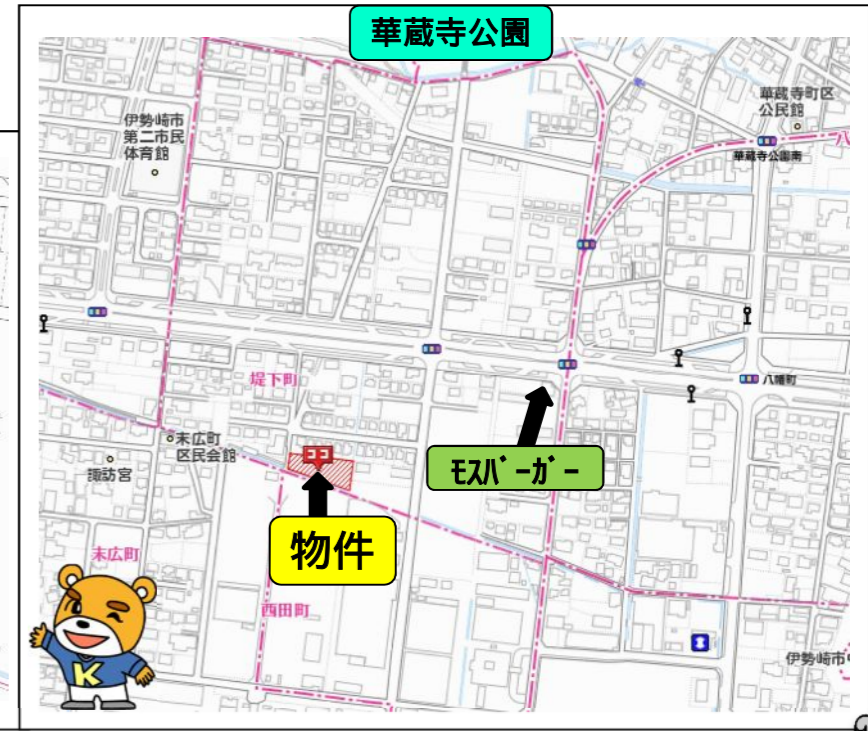 華蔵寺公園
伊勢崎市
第二市民
体育館
華蔵寺町区
公民館
華蔵寺公園南
八
堤下町
八幡町
末広町
区民会館
諏訪宮
ココ
モスバーガー
物件
末広町
西田町
K
伊勢崎市